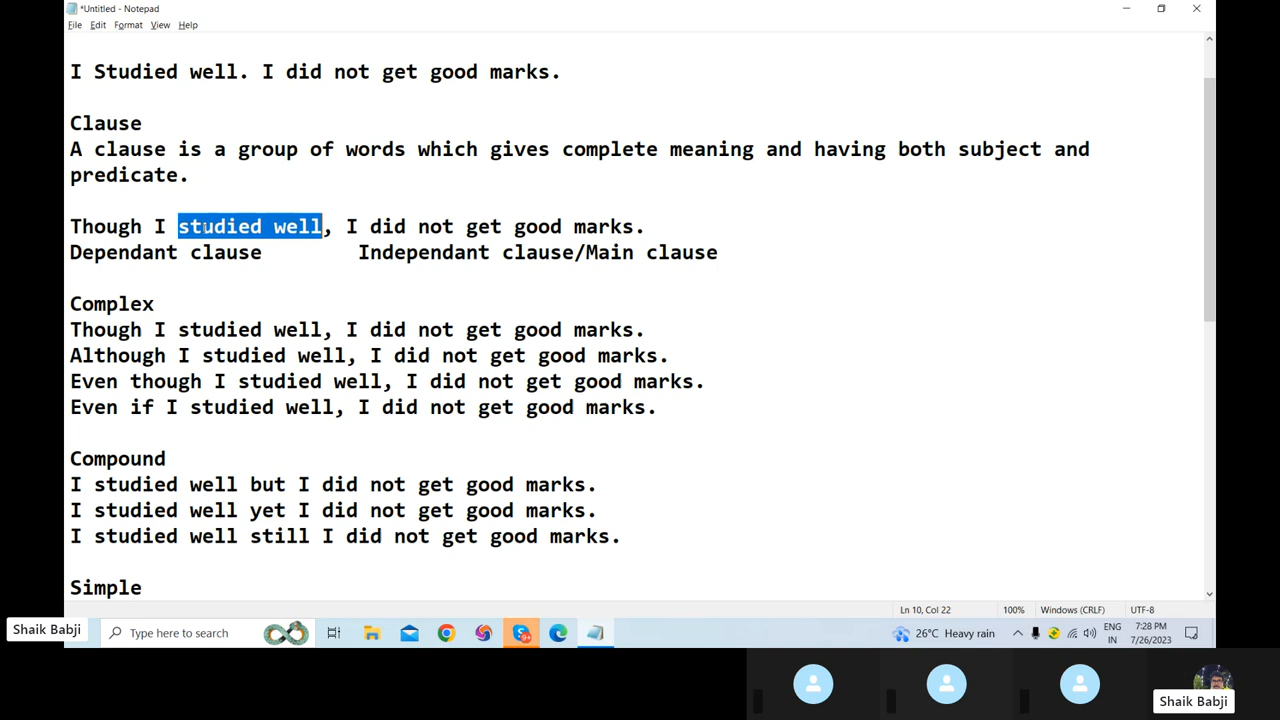 *Untitled - Notepad
File Edit Format View Help
I Studied well. I did not get good marks.
Clause
A clause is a group of words which gives complete meaning and having both subject and
predicate.
Though I studied well, I did not get good marks.
Dependant clause Independant clause/Main clause
Complex
Though I studied well, I did not get good marks.
Although I studied well, I did not get good marks.
Even though I studied well, I did not get good marks.
Even if I studied well, I did not get good marks.
Compound
I studied well but I did not get good marks.
I studied well yet I did not get good marks.
I studied well still I did not get good marks.
Simple
Ln 10, Col 22 100% Windows (CRLF) UTF-8
Shaik Babji
Type here to search
26°C Heavy rain
ENG
IN
7:28 PM
7/26/2023
Shaik Babji